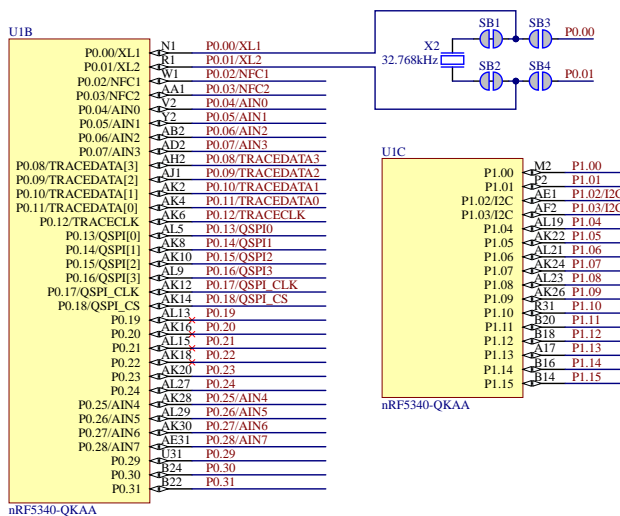 U1B
P0.00/XL1 N1 P0.00/XL1
P0.01/XL2 R1 P0.01/XL2
P0.02/NFC1 W1 P0.02/NFC1
P0.03/NFC2 AA1 P0.03/NFC2
P0.04/AIN0 V2 P0.04/AIN0
P0.05/AIN1 Y2 P0.05/AIN1
P0.06/AIN2 AB2 P0.06/AIN2
P0.07/AIN3 AD2 P0.07/AIN3
P0.08/TRACEDATA[3] AH2 P0.08/TRACEDATA3
P0.09/TRACEDATA[2] AJ1 P0.09/TRACEDATA2
P0.10/TRACEDATA[1] AK2 P0.10/TRACEDATA1
P0.11/TRACEDATA[0] AK4 P0.11/TRACEDATA0
P0.12/TRACECLK AK6 P0.12/TRACECLK
P0.13/QSPI[0] AL5 P0.13/QSPI0
P0.14/QSPI[1] AK8 P0.14/QSPI1
P0.15/QSPI[2] AK10 P0.15/QSPI2
P0.16/QSPI[3] AL9 P0.16/QSPI3
P0.17/QSPI_CLK AK12 P0.17/QSPI_CLK
P0.18/QSPI_CS AK14 P0.18/QSPI_CS
P0.19 AL13 P0.19
P0.20 AK16 P0.20
P0.21 AL15 P0.21
P0.22 AK18 P0.22
P0.23 AK20 P0.23
P0.24 AL27 P0.24
P0.25/AIN4 AK28 P0.25/AIN4
P0.26/AIN5 AL29 P0.26/AIN5
P0.27/AIN6 AK30 P0.27/AIN6
P0.28/AIN7 AE31 P0.28/AIN7
P0.29 U31 P0.29
P0.30 B24 P0.30
P0.31 B22 P0.31
nRF5340-QKAA
SB1 SB3
P0.00
X2
32.768kHz
SB2 SB4
P0.01
U1C
P1.00 M2 P1.00
P1.01 P2 P1.01
P1.02/I2C AE1 P1.02/I2C
P1.03/I2C AF2 P1.03/I2C
P1.04 AL19 P1.04
P1.05 AK22 P1.05
P1.06 AL21 P1.06
P1.07 AK24 P1.07
P1.08 AL23 P1.08
P1.09 AK26 P1.09
P1.10 R31 P1.10
P1.11 B20 P1.11
P1.12 B18 P1.12
P1.13 A17 P1.13
P1.14 B16 P1.14
P1.15 B14 P1.15
nRF5340-QKAA